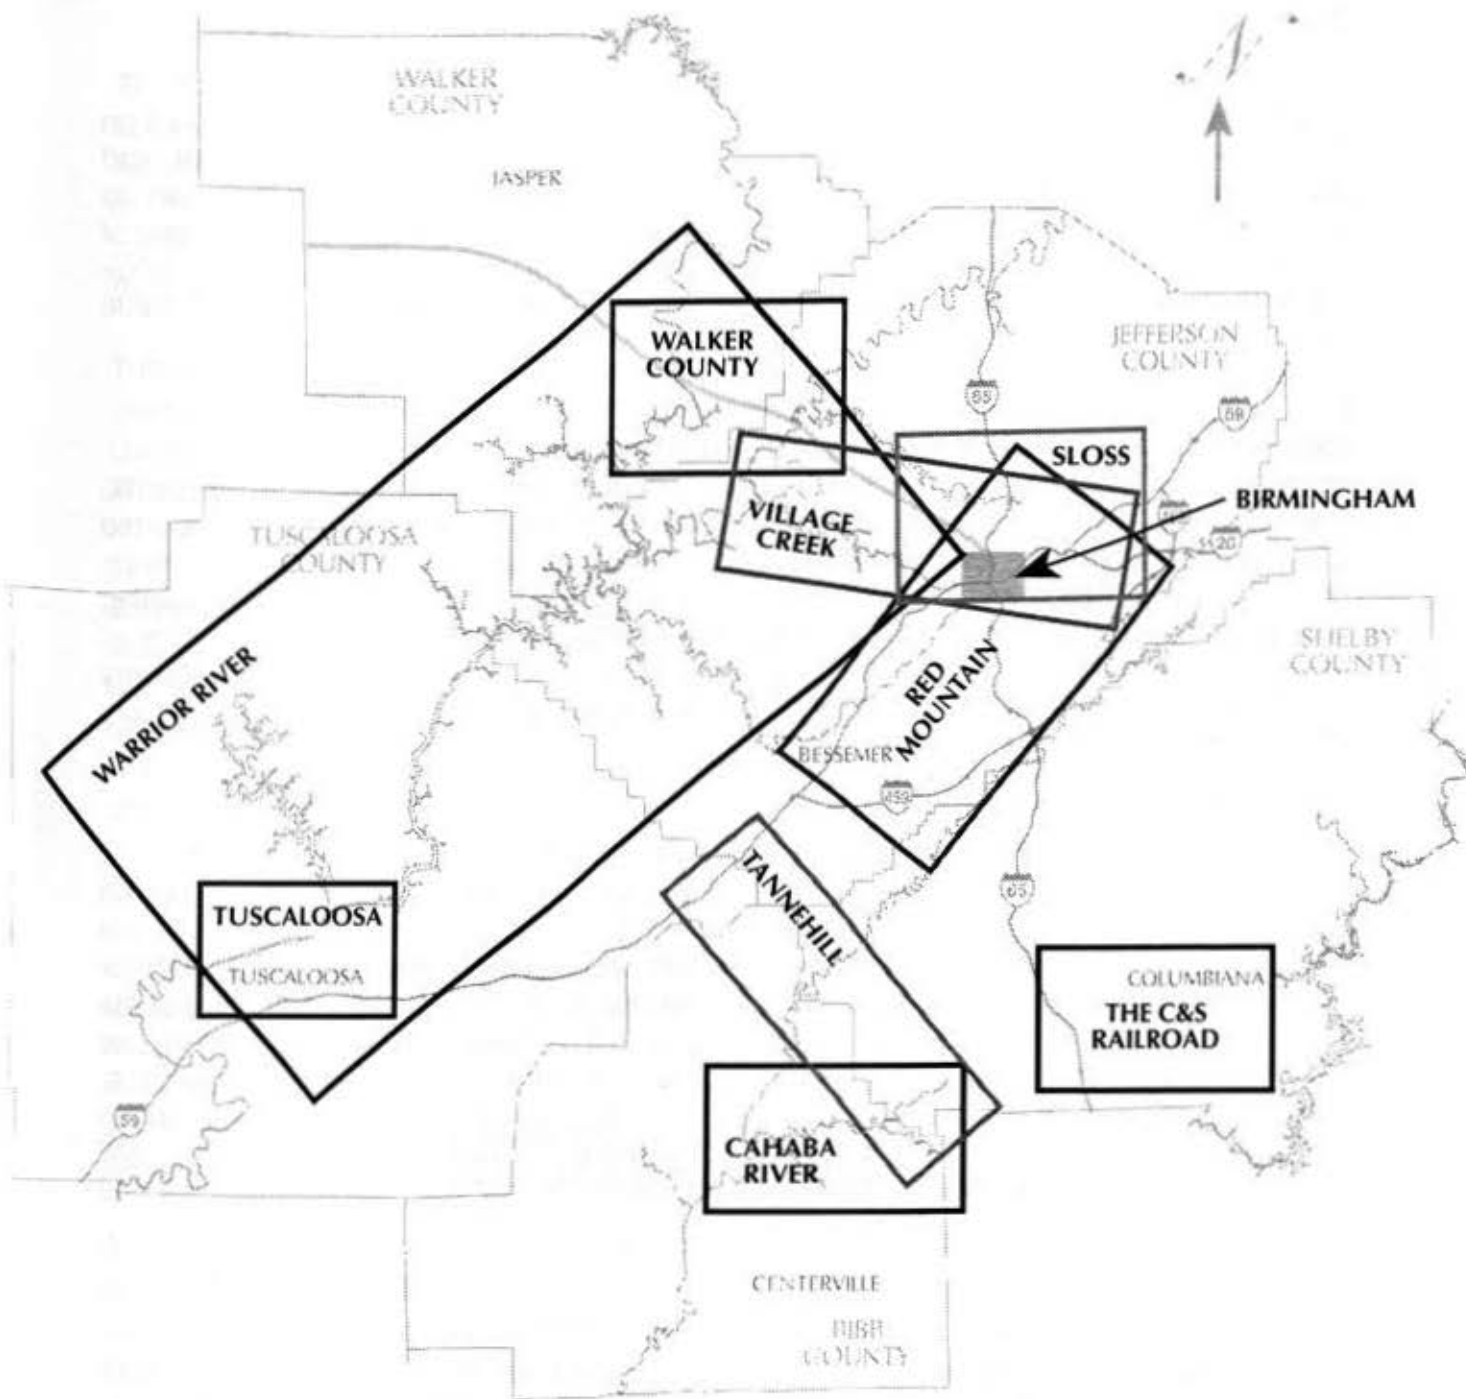 WALKER
COUNTY
JASPER
WALKER
COUNTY
JEFFERSON
COUNTY
65
59
SLOSS
BIRMINGHAM
VILLAGE
CREEK
20
TUSCALOOSA
COUNTY
SHELBY
COUNTY
WARRIOR RIVER
RED
MOUNTAIN
BESSEMER
459
TANNEHILL
65
TUSCALOOSA
TUSCALOOSA
COLUMBIANA
THE C&S
RAILROAD
59
CAHABA
RIVER
CENTERVILLE
BIBB
COUNTY